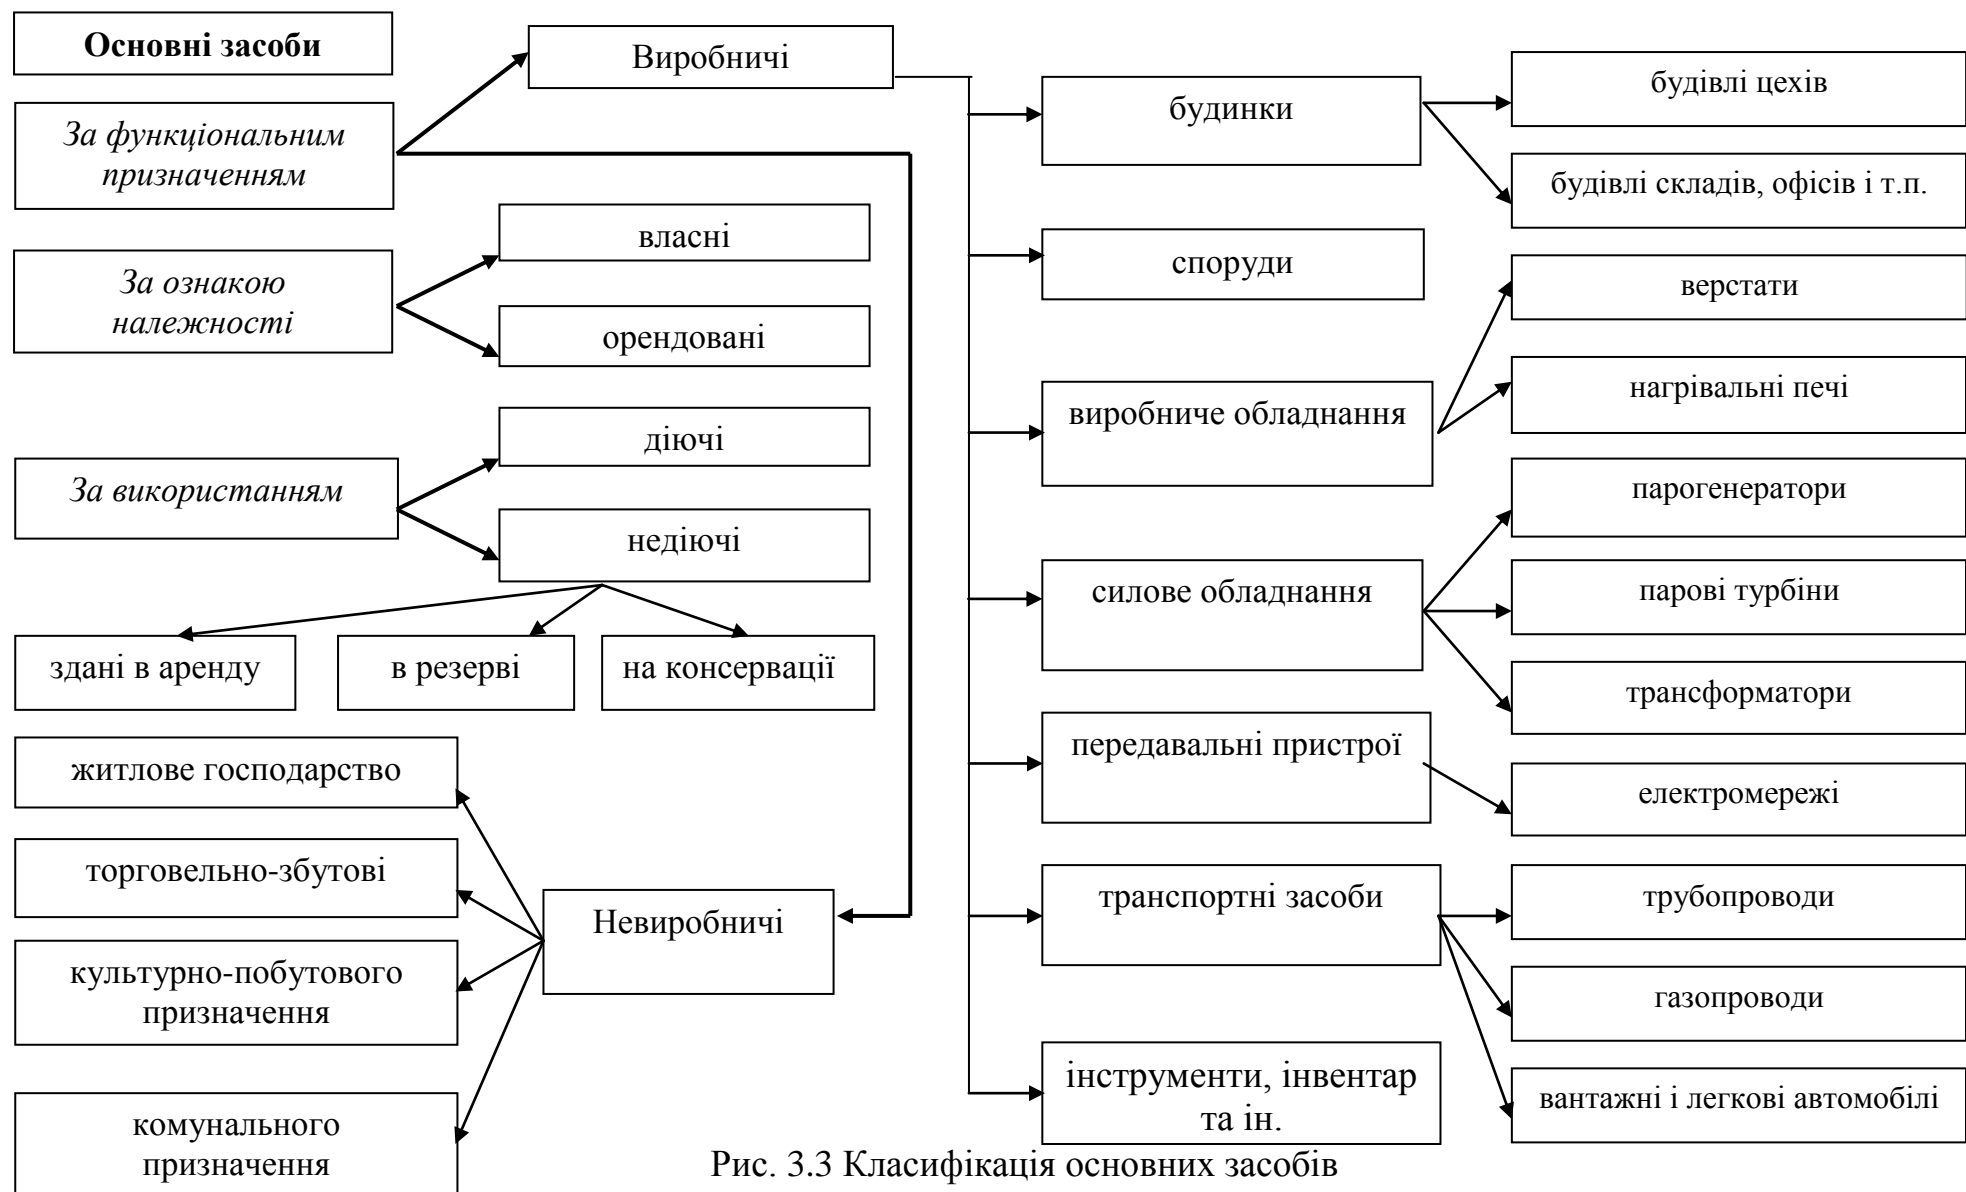 Основні засоби
За функціональним
призначенням
За ознакою
належності
За використанням
Виробничі
власні
орендовані
діючі
недіючі
здані в аренду
в резерві
на консервації
житлове господарство
торговельно-збутові
культурно-побутового
призначення
комунального
призначення
Невиробничі
будинки
споруди
виробниче обладнання
силове обладнання
передавальні пристрої
транспортні засоби
інструменти, інвентар
та ін.
будівлі цехів
будівлі складів, офісів і т.п.
верстати
нагрівальні печі
парогенератори
парові турбіни
трансформатори
електромережі
трубопроводи
газопроводи
вантажні і легкові автомобілі
Рис. 3.3 Класифікація основних засобів